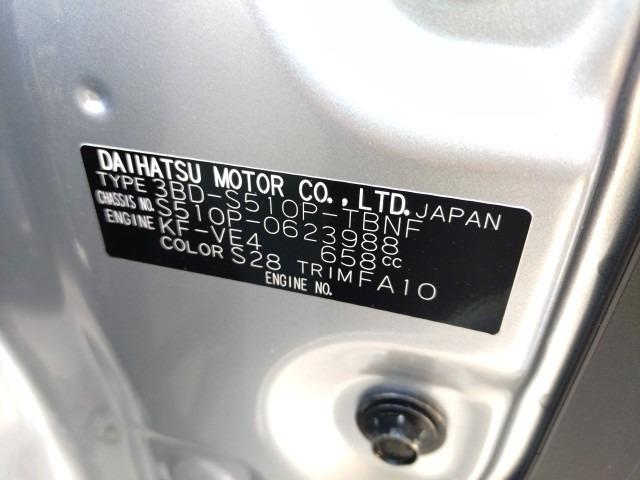 DAIHATSU MOTOR CO., LTD. JAPAN
TYPE 3BD-S510P-TBNF
CHASSIS NO. S510P-0623988
ENGINE KF-VE4 658cc
COLOR S28 TRIM FA10
ENGINE NO.